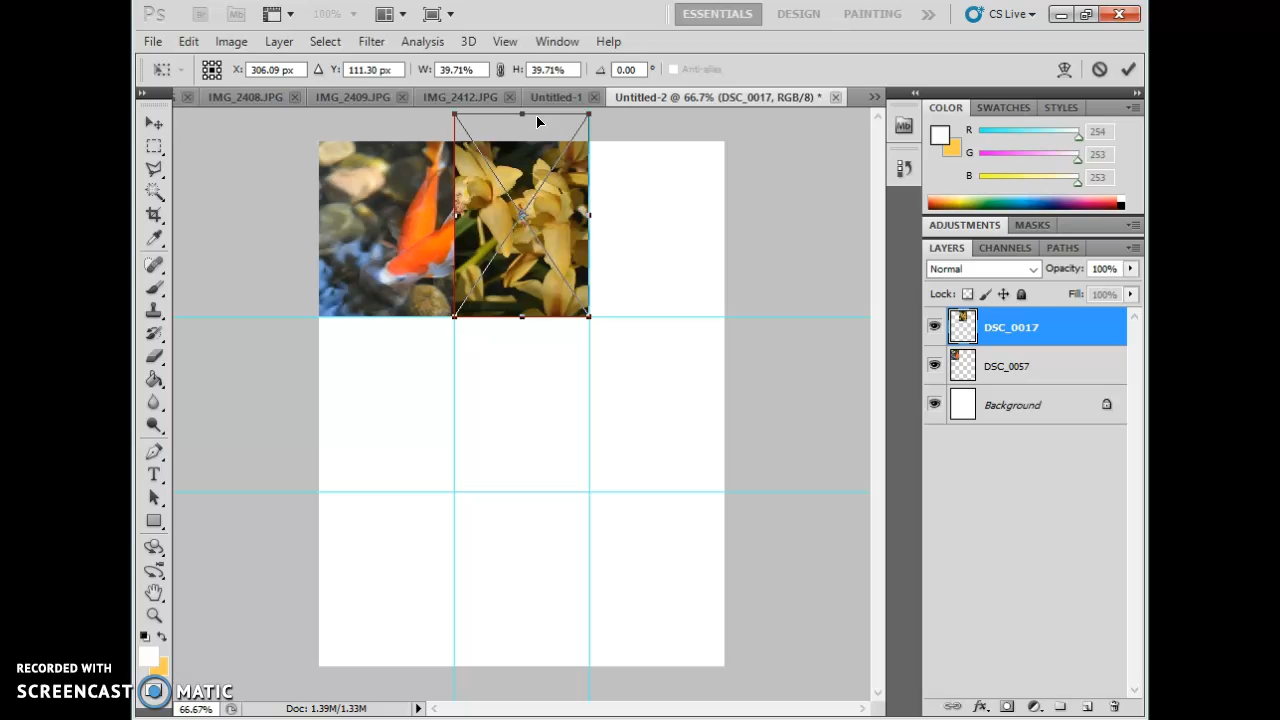 Ps Br Mb 100% ESSENTIALS DESIGN PAINTING CS Live
File Edit Image Layer Select Filter Analysis 3D View Window Help
X: 306.09 px Y: 111.30 px W: 39.71% H: 39.71% 0.00 ° Anti-alias
IMG_2408.JPG IMG_2409.JPG IMG_2412.JPG Untitled-1 Untitled-2 @ 66.7% (DSC_0017, RGB/8) *
COLOR SWATCHES STYLES
Mb
R 254
G 253
B 253
ADJUSTMENTS MASKS
LAYERS CHANNELS PATHS
Normal Opacity: 100%
Lock: Fill: 100%
DSC_0017
DSC_0057
Background
T
RECORDED WITH
SCREENCAST MATIC
66.67% Doc: 1.39M/1.33M
fx